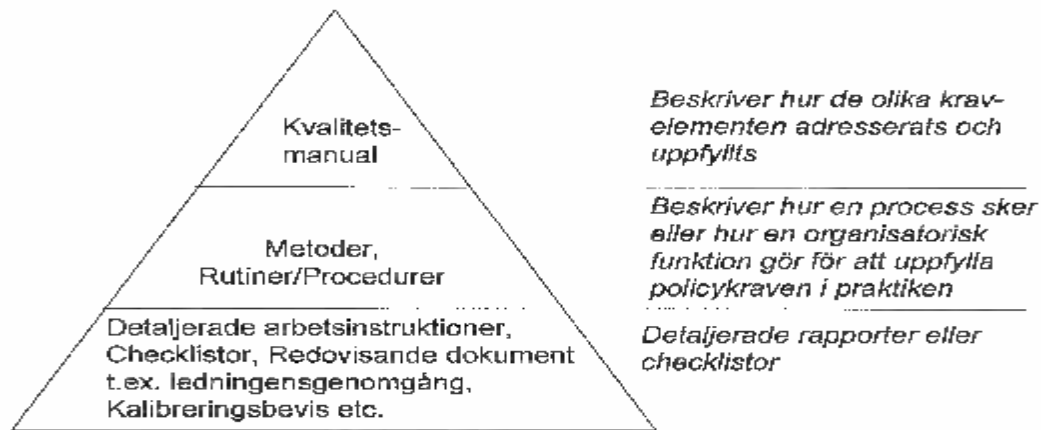 Kvalitets-
manual
Beskriver hur de olika krav-
elementen adresserats och
uppfyllts
Metoder,
Rutiner/Procedurer
Beskriver hur en process sker
eller hur en organisatorisk
funktion gör för att uppfylla
policykraven i praktiken
Detaljerade arbetsinstruktioner,
Checklistor, Redovisande dokument
t.ex. ledningensgenomgång,
Kalibreringsbevis etc.
Detaljerade rapporter eller
checklistor